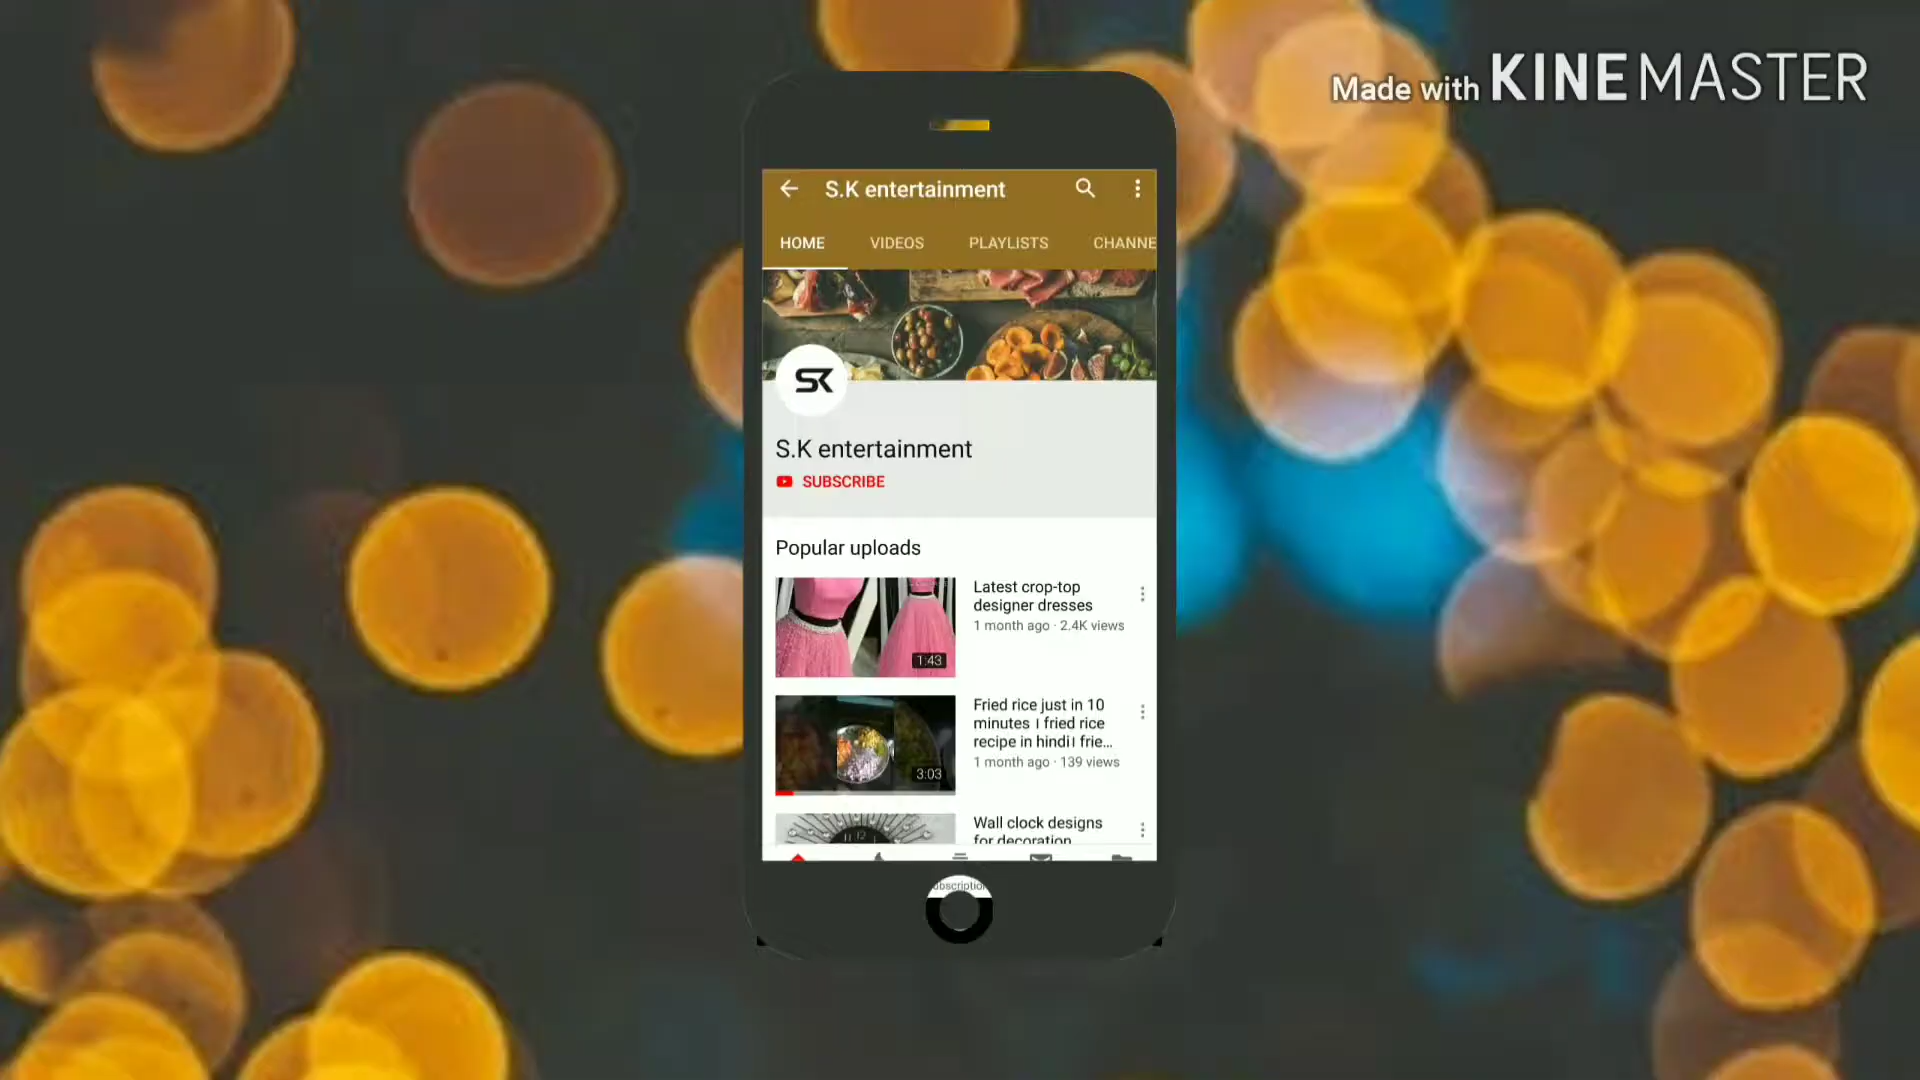 Made with KINEMASTER
S.K entertainment
HOME VIDEOS PLAYLISTS CHANNE
SK
S.K entertainment
SUBSCRIBE
Popular uploads
Latest crop-top
designer dresses
1 month ago · 2.4K views
1:43
Fried rice just in 10
minutes । fried rice
recipe in hindi। frie...
1 month ago · 139 views
3:03
Wall clock designs
for decoration
12
ubscription